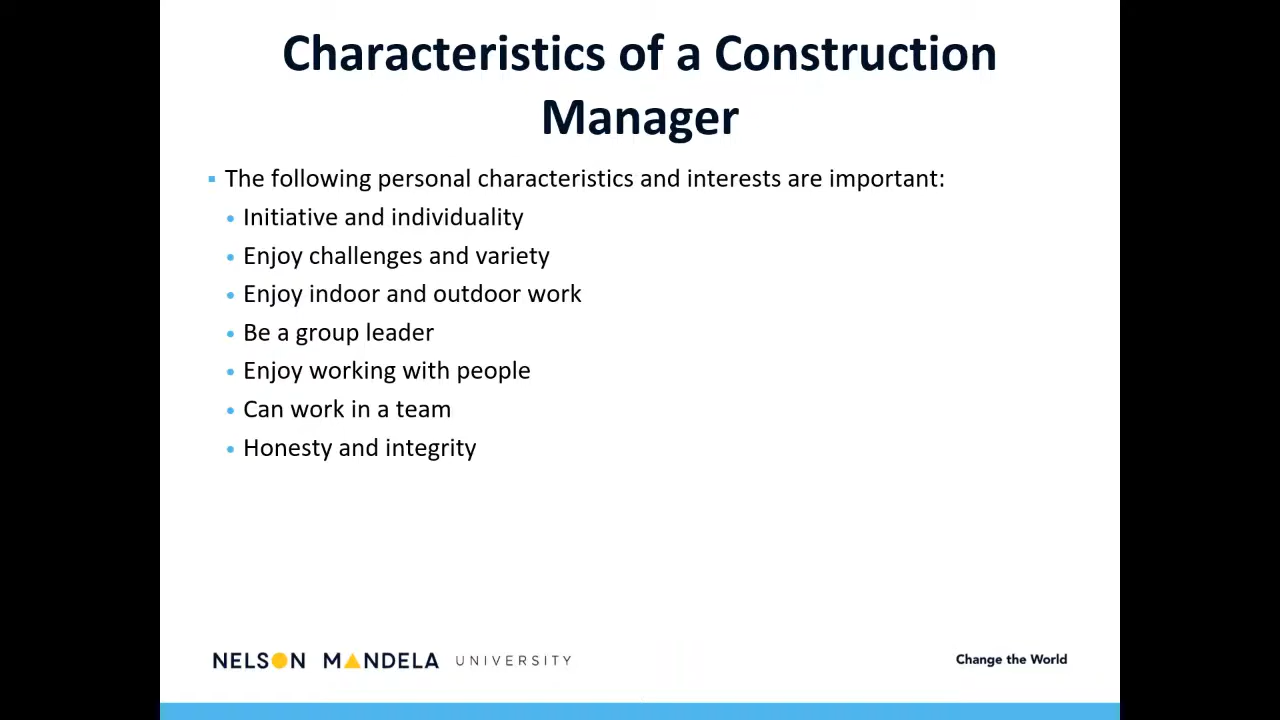 Characteristics of a Construction
Manager
The following personal characteristics and interests are important:
Initiative and individuality
Enjoy challenges and variety
Enjoy indoor and outdoor work
Be a group leader
Enjoy working with people
Can work in a team
Honesty and integrity
NELSON MANDELA UNIVERSITY
Change the World